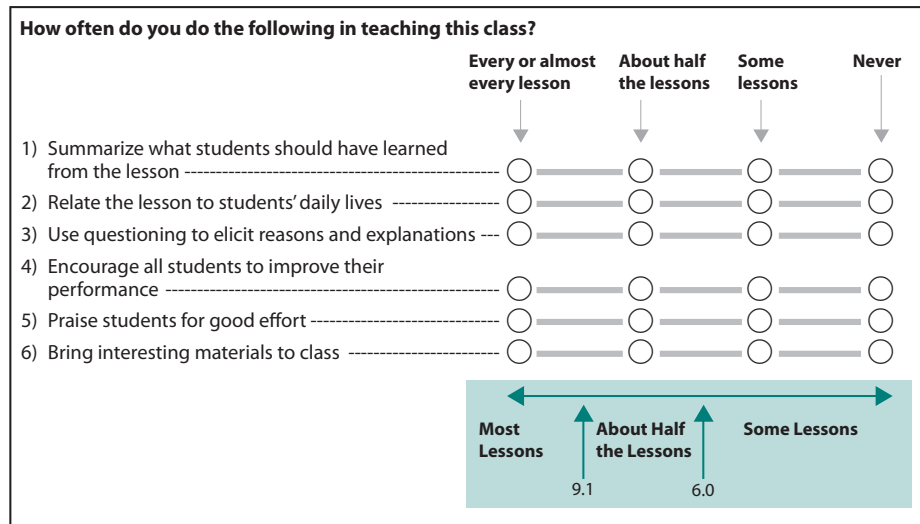 How often do you do the following in teaching this class?
Every or almost
every lesson
About half
the lessons
Some
lessons
Never
1) Summarize what students should have learned
from the lesson
2) Relate the lesson to students' daily lives
3) Use questioning to elicit reasons and explanations
4) Encourage all students to improve their
performance
5) Praise students for good effort
6) Bring interesting materials to class
Most
Lessons
About Half
the Lessons
Some Lessons
9.1
6.0